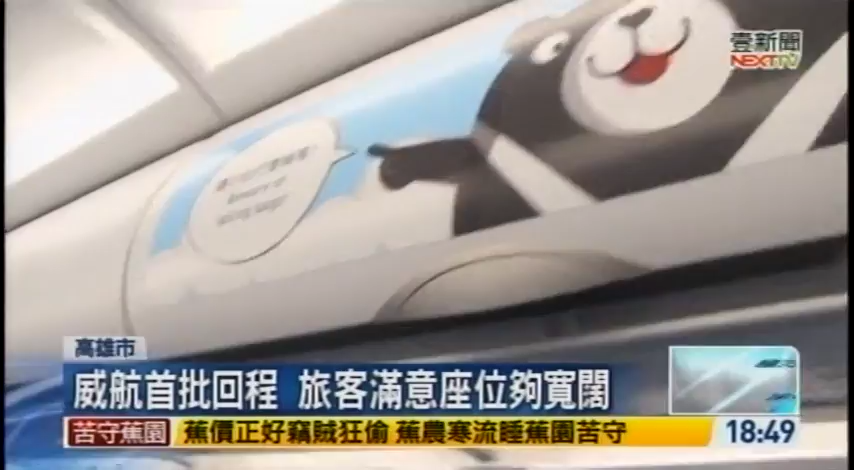 壹新聞
NEXTTV
高雄市
威航首批回程 旅客滿意座位夠寬闊
苦守蕉園 蕉價正好竊賊狂偷 蕉農寒流睡蕉園苦守 18:49